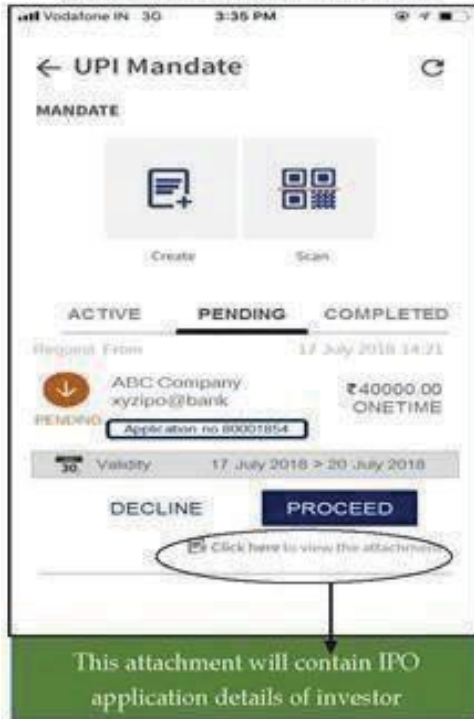 Vodafone IN 3G 3:35 PM
← UPI Mandate
MANDATE
Create Scan
ACTIVE PENDING COMPLETED
Request From 17 July 2018 14:21
ABC Company ₹40000.00
xyzipo@bank ONETIME
PENDING
Application no 80001854
30 Validity 17 July 2018 > 20 July 2018
DECLINE PROCEED
Click here to view the attachment
This attachment will contain IPO
application details of investor